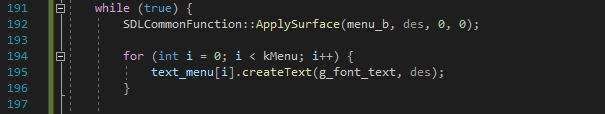 191 while (true) {
192 SDLCommonFunction::ApplySurface(menu_b, des, 0, 0);
193
194 for (int i = 0; i < kMenu; i++) {
195 text_menu[i].createText(g_font_text, des);
196 }
197